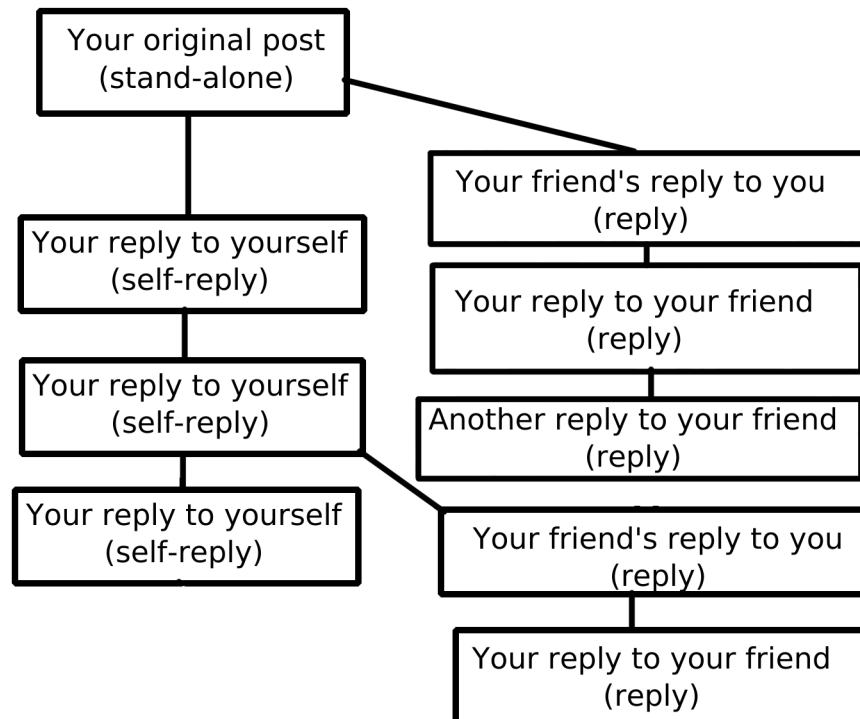 Your original post
(stand-alone)
Your friend's reply to you
(reply)
Your reply to yourself
(self-reply)
Your reply to your friend
(reply)
Your reply to yourself
(self-reply)
Another reply to your friend
(reply)
Your reply to yourself
(self-reply)
Your friend's reply to you
(reply)
Your reply to your friend
(reply)